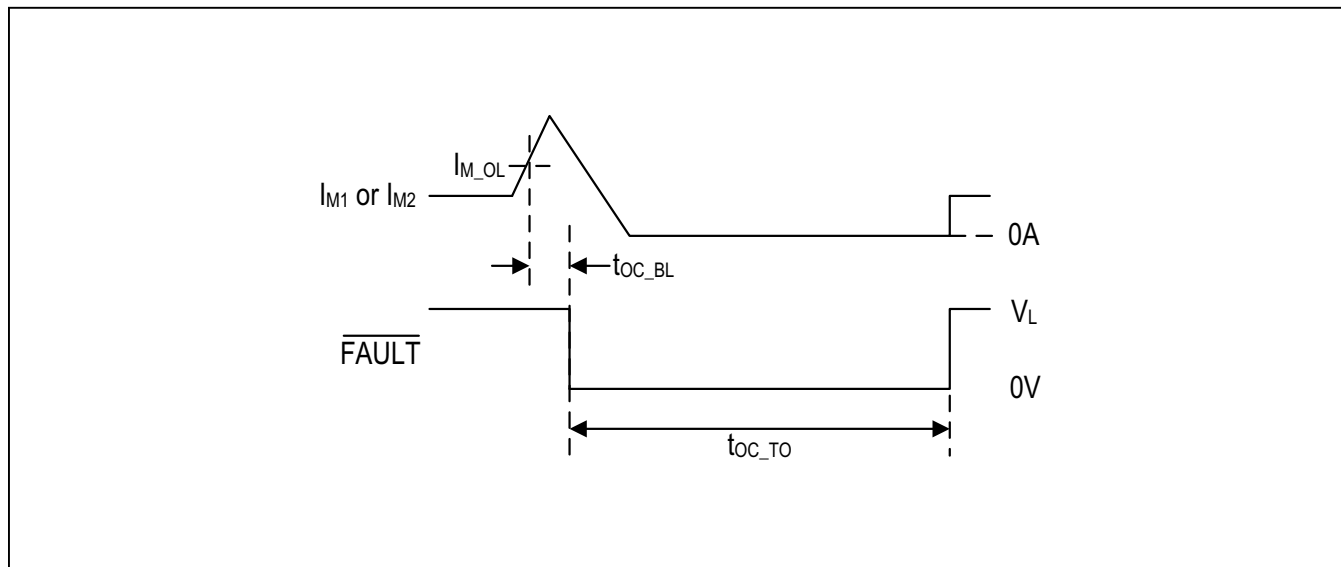 I_M_OL
I_M1 or I_M2
0A
t_OC_BL
V_L
FAULT
0V
t_OC_TO